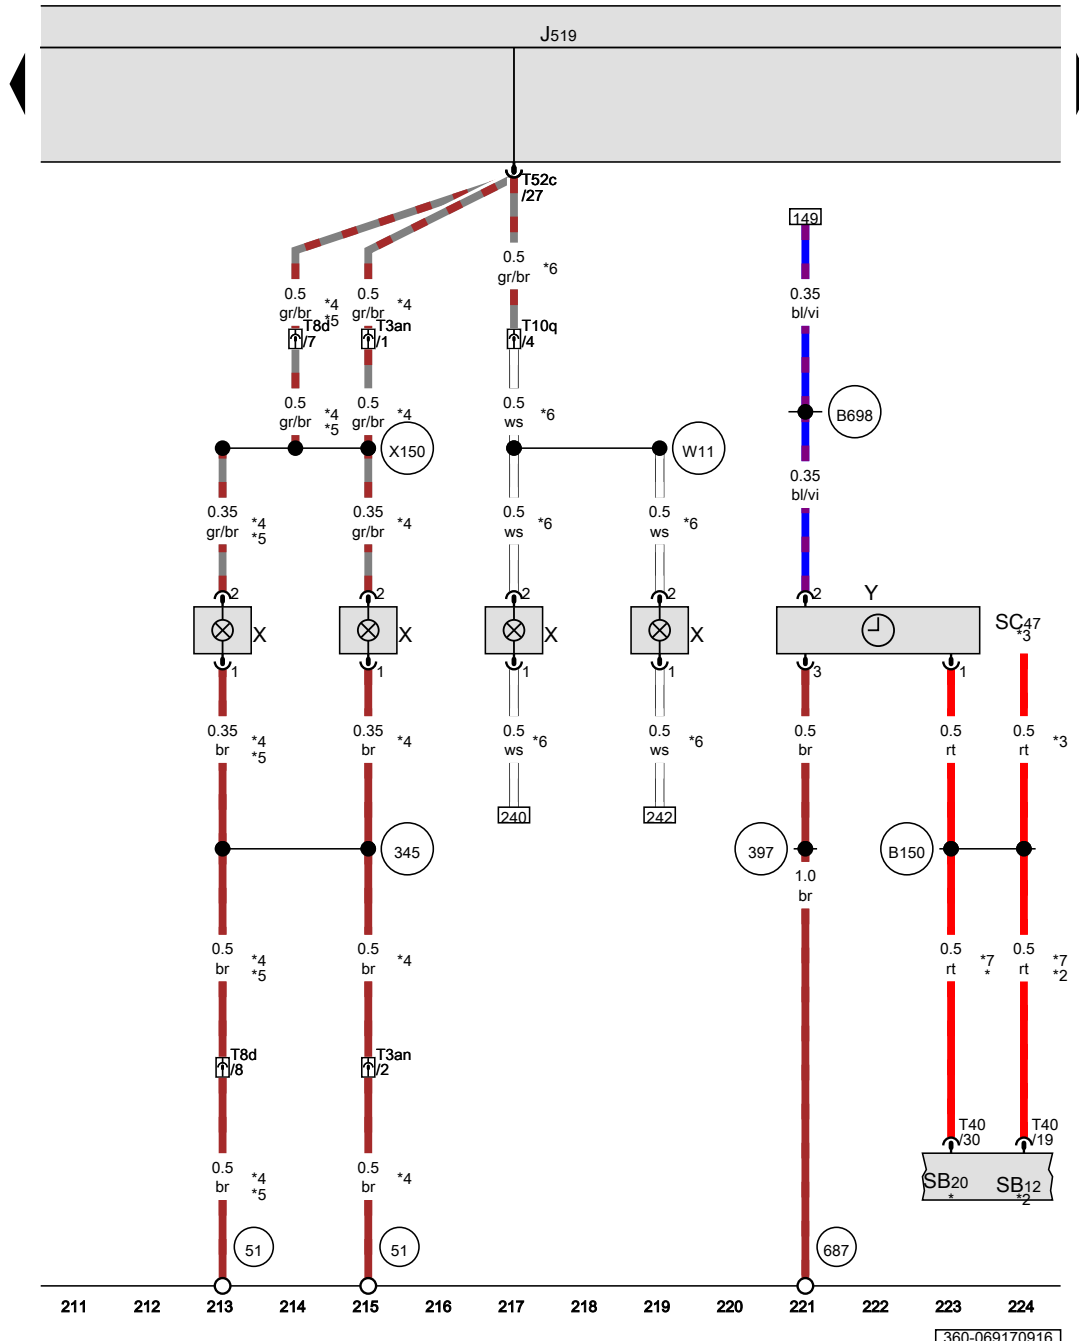 J519
T52c
/27
149
0.5
gr/br *6
0.5
gr/br *4
*5
0.5
gr/br *4
0.35
bl/vi
T8d
/7
T3an
/1
T10q
/4
0.5
gr/br *4
*5
0.5
gr/br *4
0.5
ws *6
B698
X150
W11
0.35
bl/vi
0.35
gr/br *4
*5
0.35
gr/br *4
0.5
ws *6
0.5
ws *6
2
2
2
2
2
Y
X
X
X
X
SC47
*3
1
1
1
1
3
1
0.35
br *4
*5
0.35
br *4
0.5
ws *6
0.5
ws *6
0.5
br
0.5
rt
0.5
rt *3
240
242
345
397
B150
1.0
br
0.5
br *4
*5
0.5
br *4
0.5
rt *7
*
0.5
rt *7
*2
T8d
/8
T3an
/2
T40
/30
T40
/19
0.5
br *4
*5
0.5
br *4
SB20
*
SB12
*2
51
51
687
211 212 213 214 215 216 217 218 219 220 221 222 223 224
360-069170916